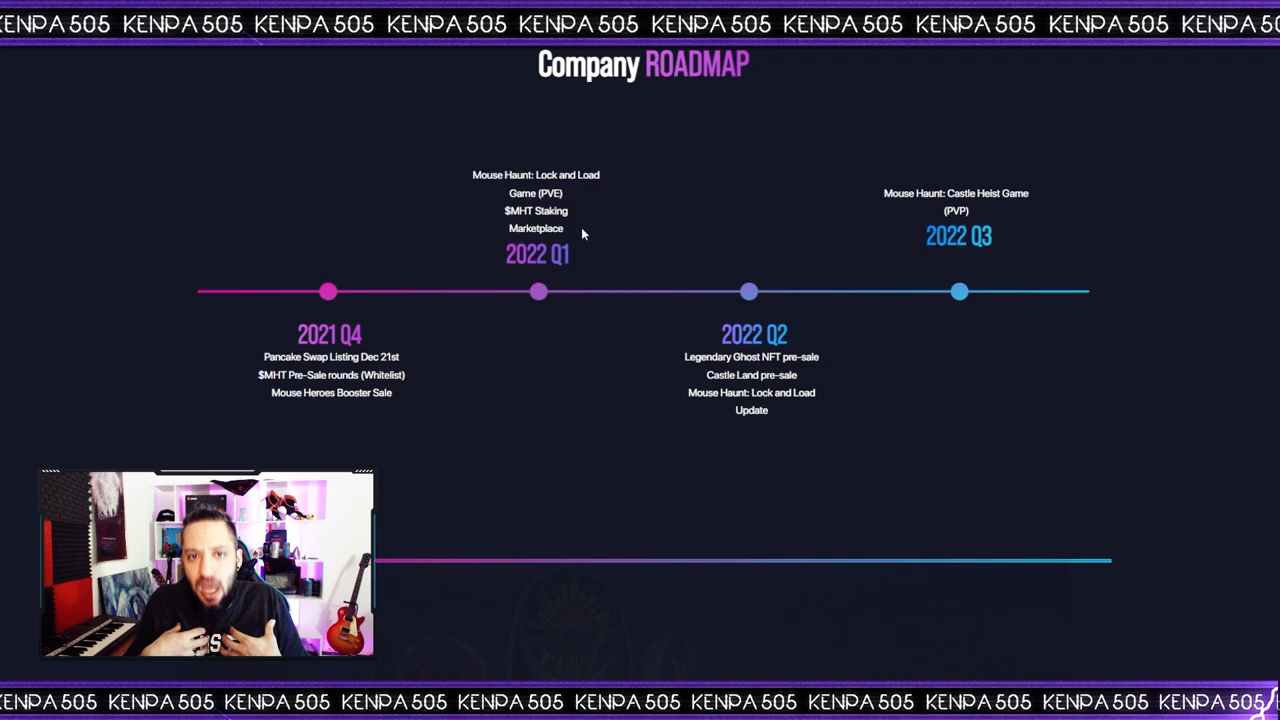 KENPA 505 KENPA 505 KENPA 505 KENPA 505 KENPA 505 KENPA 505 KENPA 505 KENPA 505 KENPA 505 KENPA 505
Company ROADMAP
Mouse Haunt: Lock and Load
Game (PVE)
$MHT Staking
Marketplace
2022 Q1
Mouse Haunt: Castle Heist Game
(PVP)
2022 Q3
2021 Q4
Pancake Swap Listing Dec 21st
$MHT Pre-Sale rounds (Whitelist)
Mouse Heroes Booster Sale
2022 Q2
Legendary Ghost NFT pre-sale
Castle Land pre-sale
Mouse Haunt: Lock and Load
Update
KENPA 505 KENPA 505 KENPA 505 KENPA 505 KENPA 505 KENPA 505 KENPA 505 KENPA 505 KENPA 505 KENPA 505 KENPA 505